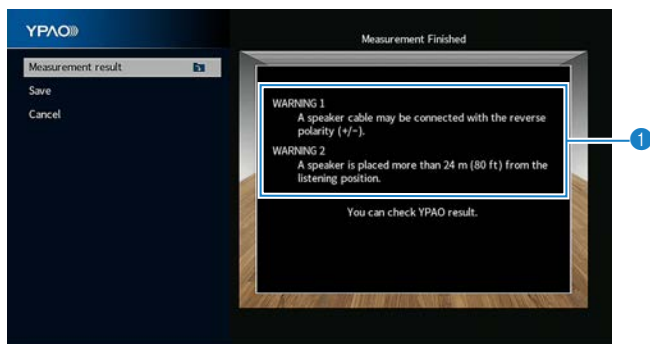 YPAO
Measurement Finished
Measurement result
Save
Cancel
WARNING 1
A speaker cable may be connected with the reverse
polarity (+/-).
WARNING 2
A speaker is placed more than 24 m (80 ft) from the
listening position.
You can check YPAO result.
1